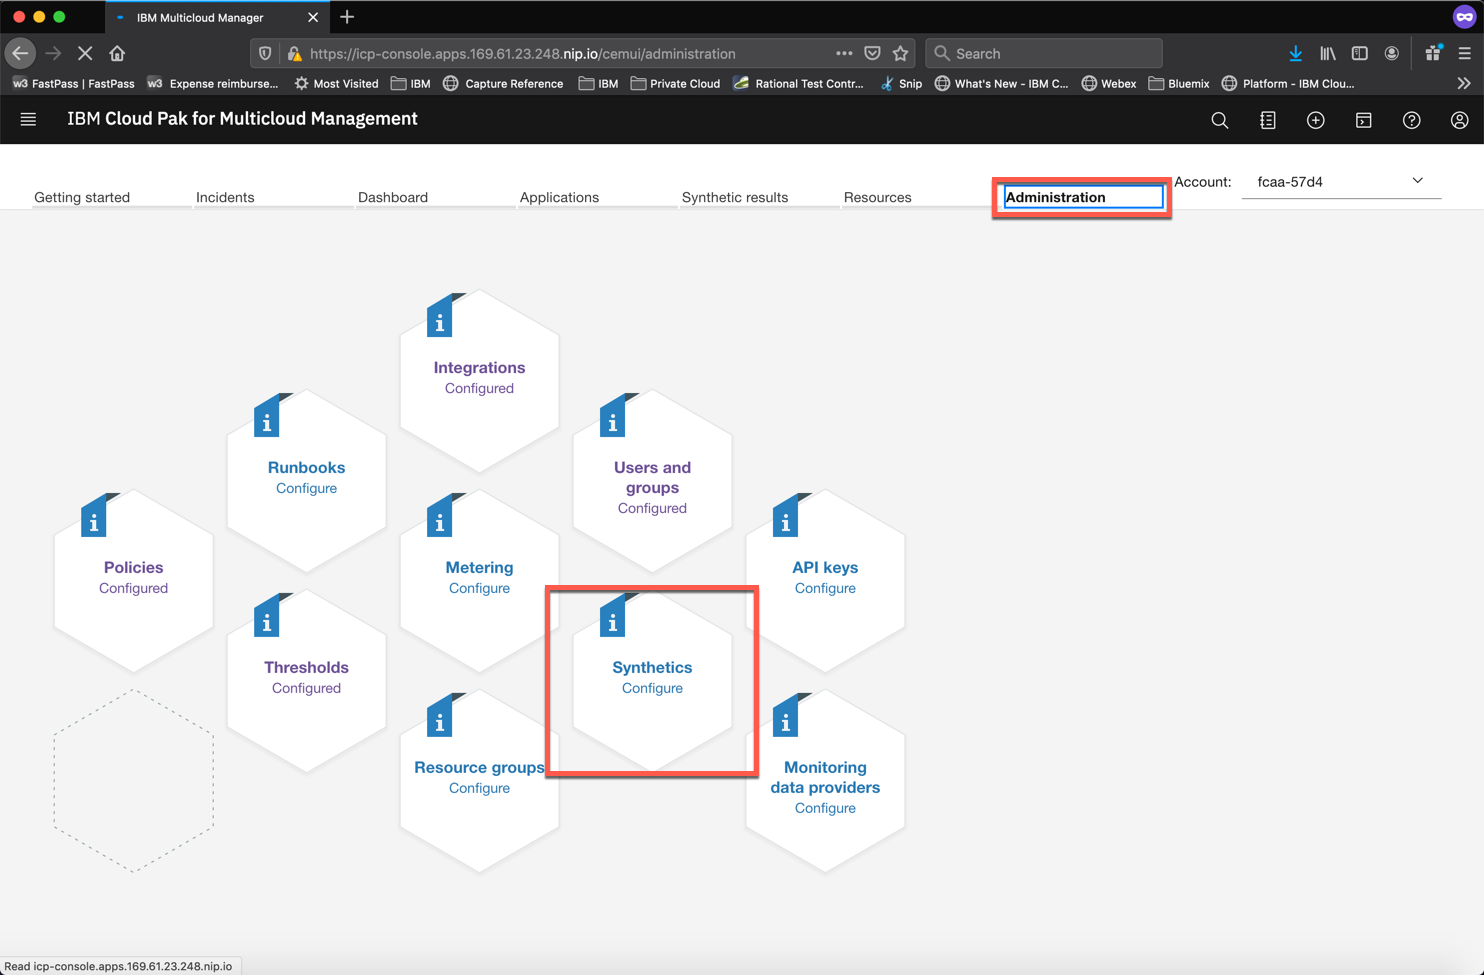 IBM Multicloud Manager
https://icp-console.apps.169.61.23.248.nip.io/cemui/administration
Search
w3 FastPass | FastPass
w3 Expense reimburse...
Most Visited
IBM
Capture Reference
IBM
Private Cloud
Rational Test Contr...
Snip
What's New - IBM C...
Webex
Bluemix
Platform - IBM Clou...
IBM Cloud Pak for Multicloud Management
Getting started
Incidents
Dashboard
Applications
Synthetic results
Resources
Administration
Account:
fcaa-57d4
i
Integrations
Configured
i
Runbooks
Configure
i
Users and
groups
Configured
i
Policies
Configured
i
Metering
Configure
i
API keys
Configure
i
Thresholds
Configured
i
Synthetics
Configure
i
Resource groups
Configure
i
Monitoring
data providers
Configure
Read icp-console.apps.169.61.23.248.nip.io